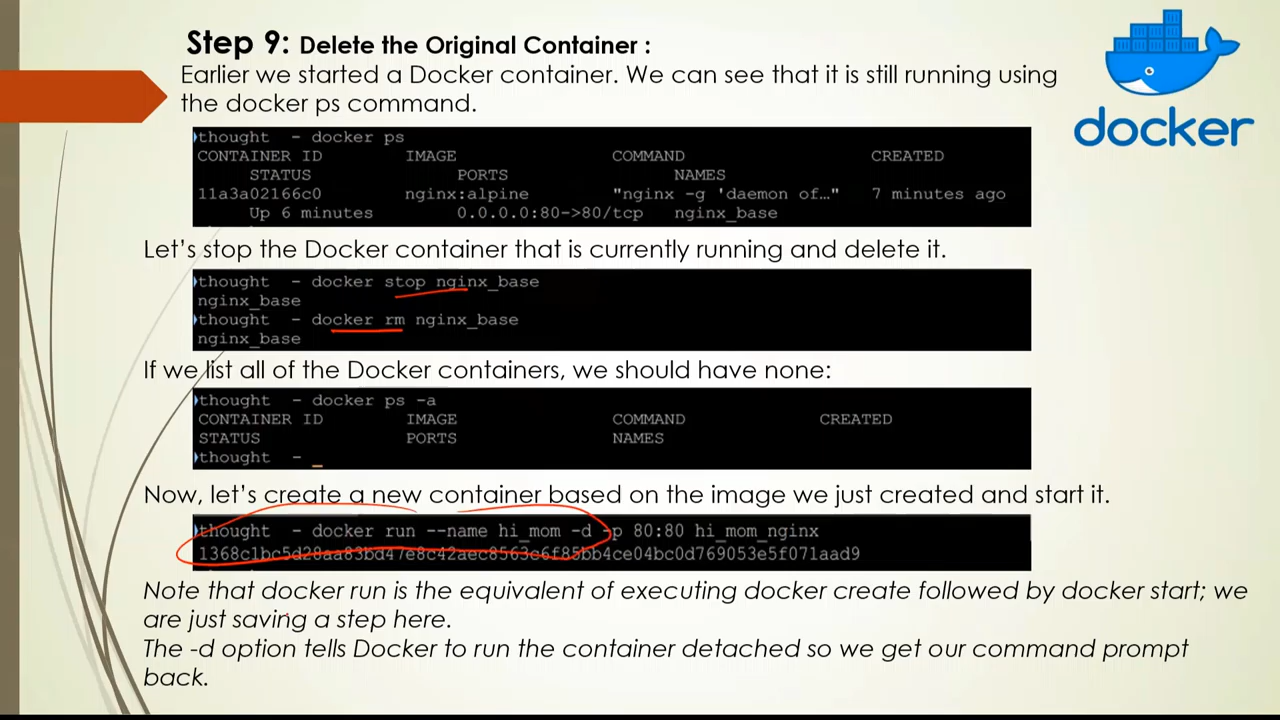 Step 9: Delete the Original Container :
Earlier we started a Docker container. We can see that it is still running using
the docker ps command.
docker
thought - docker ps
CONTAINER ID IMAGE COMMAND CREATED
STATUS PORTS NAMES
11a3a02166c0 nginx:alpine "nginx -g 'daemon of…" 7 minutes ago
Up 6 minutes 0.0.0.0:80->80/tcp nginx_base
Let's stop the Docker container that is currently running and delete it.
thought - docker stop nginx_base
nginx_base
thought - docker rm nginx_base
nginx_base
If we list all of the Docker containers, we should have none:
thought - docker ps -a
CONTAINER ID IMAGE COMMAND CREATED
STATUS PORTS NAMES
thought - _
Now, let's create a new container based on the image we just created and start it.
thought - docker run --name hi_mom -d -p 80:80 hi_mom_nginx
1368c1bc5d28aa83bd47e8c42aec8563c6f85bb4ce04bc0d769053e5f071aad9
Note that docker run is the equivalent of executing docker create followed by docker start; we
are just saving a step here.
The -d option tells Docker to run the container detached so we get our command prompt
back.